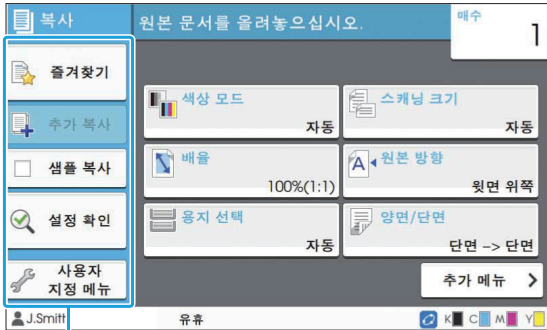 복사
원본 문서를 올려놓으십시오.
매수
1
즐겨찾기
추가 복사
샘플 복사
설정 확인
사용자
지정 메뉴
색상 모드
자동
스캐닝 크기
자동
배율
100%(1:1)
원본 방향
윗면 위쪽
용지 선택
자동
양면/단면
단면 -> 단면
추가 메뉴
J.Smith
유휴
K C M Y